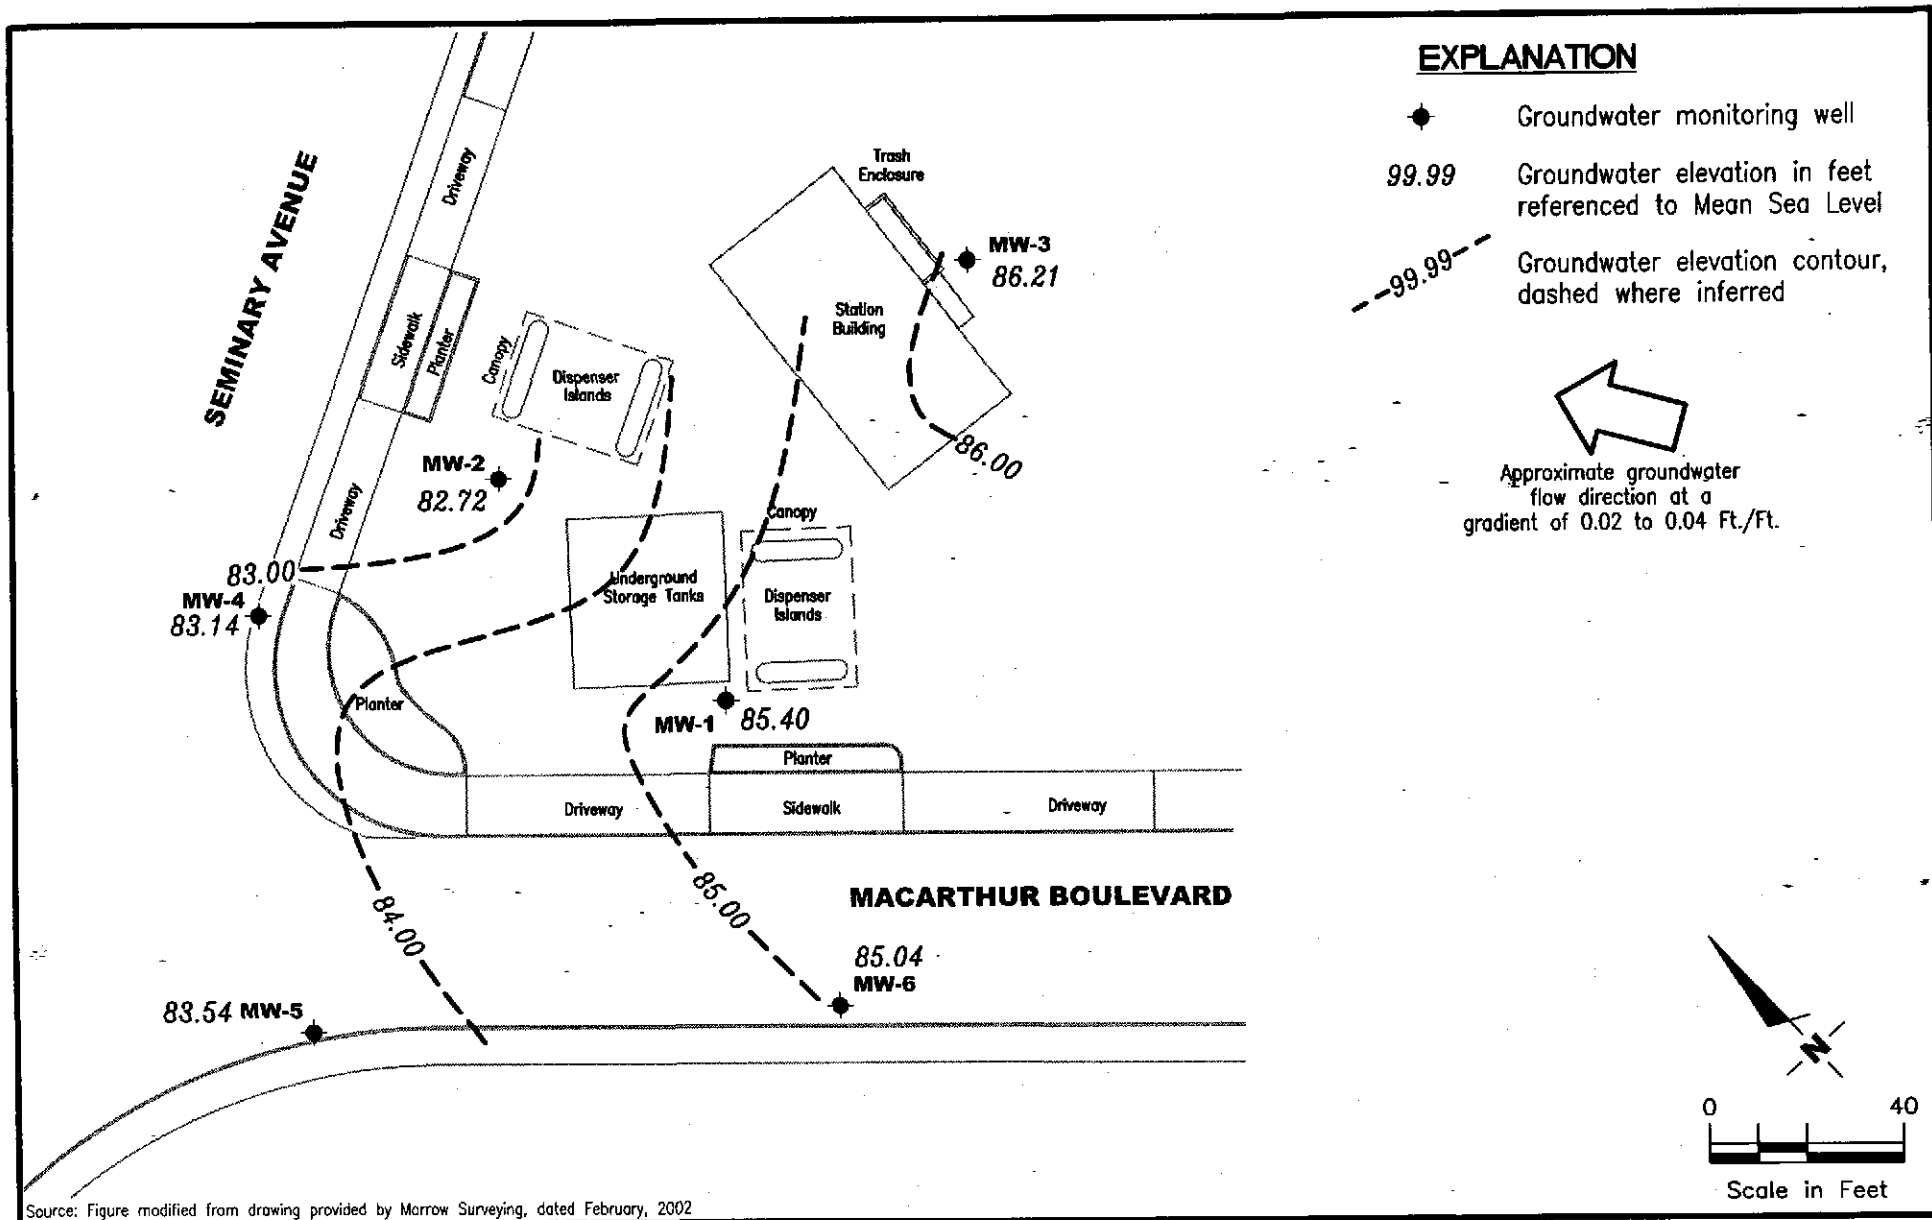 EXPLANATION
Groundwater monitoring well
99.99
Groundwater elevation in feet
referenced to Mean Sea Level
99.99
Groundwater elevation contour,
dashed where inferred
Approximate groundwater
flow direction at a
gradient of 0.02 to 0.04 Ft./Ft.
SEMINARY AVENUE
Driveway
Sidewalk
Planter
Driveway
Trash
Enclosure
MW-3
86.21
Station
Building
86.00
Canopy
Dispenser
Islands
MW-2
82.72
83.00
MW-4
83.14
Canopy
Underground
Storage Tanks
Dispenser
Islands
Planter
MW-1
85.40
Planter
Driveway
Sidewalk
Driveway
84.00
85.00
MACARTHUR BOULEVARD
85.04
MW-6
83.54 MW-5
N
0 40
Scale in Feet
Source: Figure modified from drawing provided by Morrow Surveying, dated February, 2002